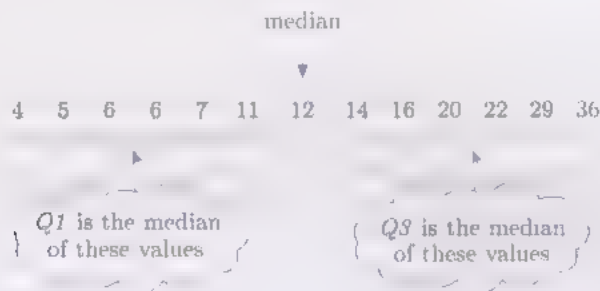 median
4 5 6 6 7 11 12 14 16 20 22 29 36
Q1 is the median
of these values
Q3 is the median
of these values